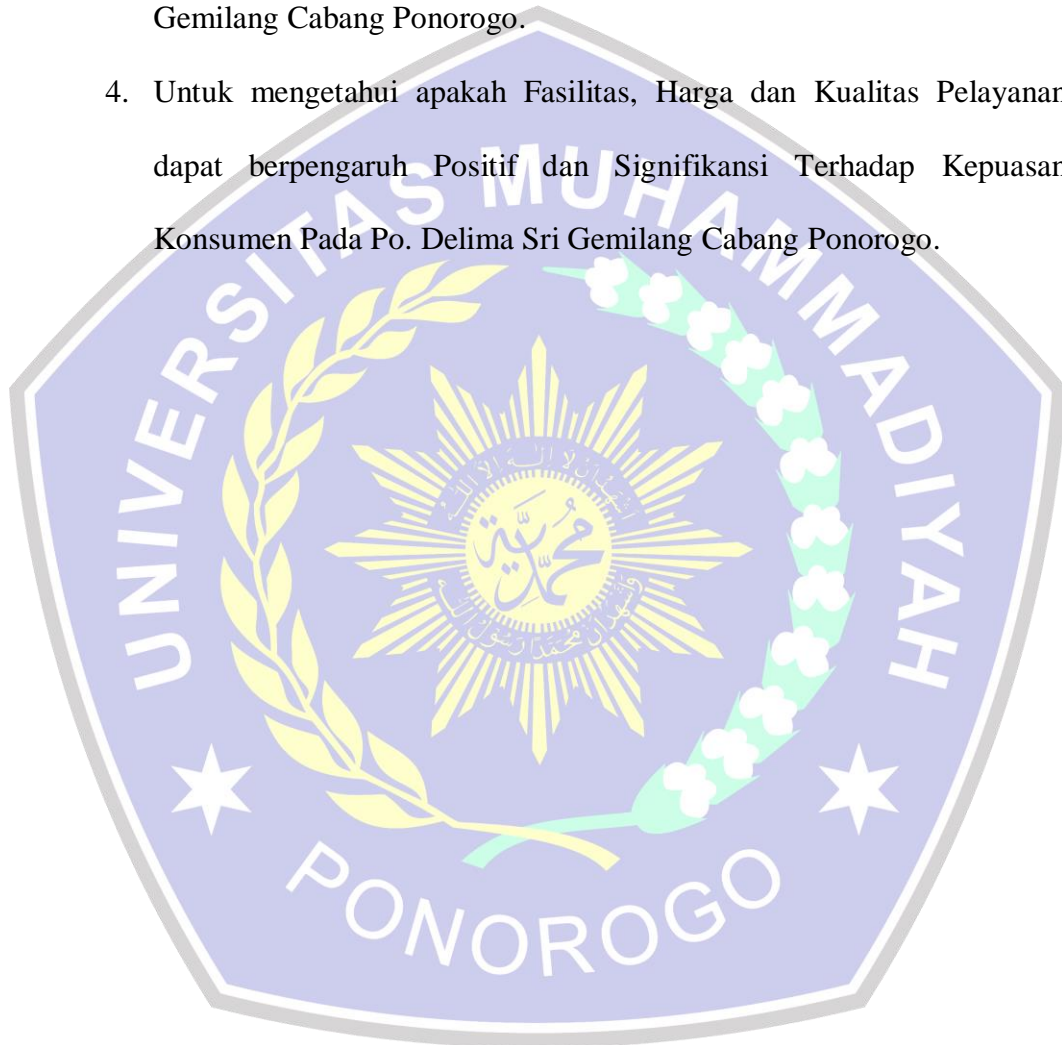 Gemilang Cabang Ponorogo.
4. Untuk mengetahui apakah Fasilitas, Harga dan Kualitas Pelayanan
dapat berpengaruh Positif dan Signifikansi Terhadap Kepuasan
Konsumen Pada Po. Delima Sri Gemilang Cabang Ponorogo.
UNIVERSITAS MUHAMMADIYAH
PONOROGO
محمدية